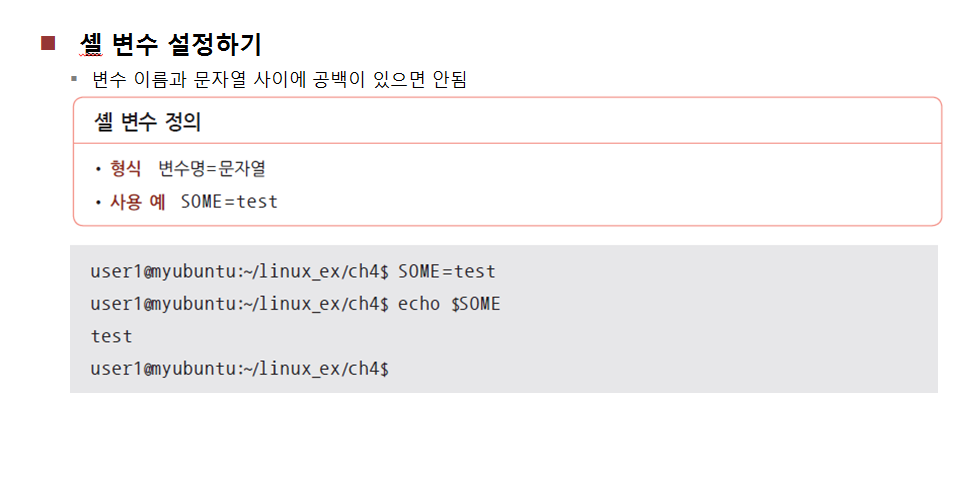 셸 변수 설정하기
변수 이름과 문자열 사이에 공백이 있으면 안됨
셸 변수 정의
• 형식 변수명=문자열
• 사용 예 SOME=test
user1@myubuntu:~/linux_ex/ch4$ SOME=test
user1@myubuntu:~/linux_ex/ch4$ echo $SOME
test
user1@myubuntu:~/linux_ex/ch4$